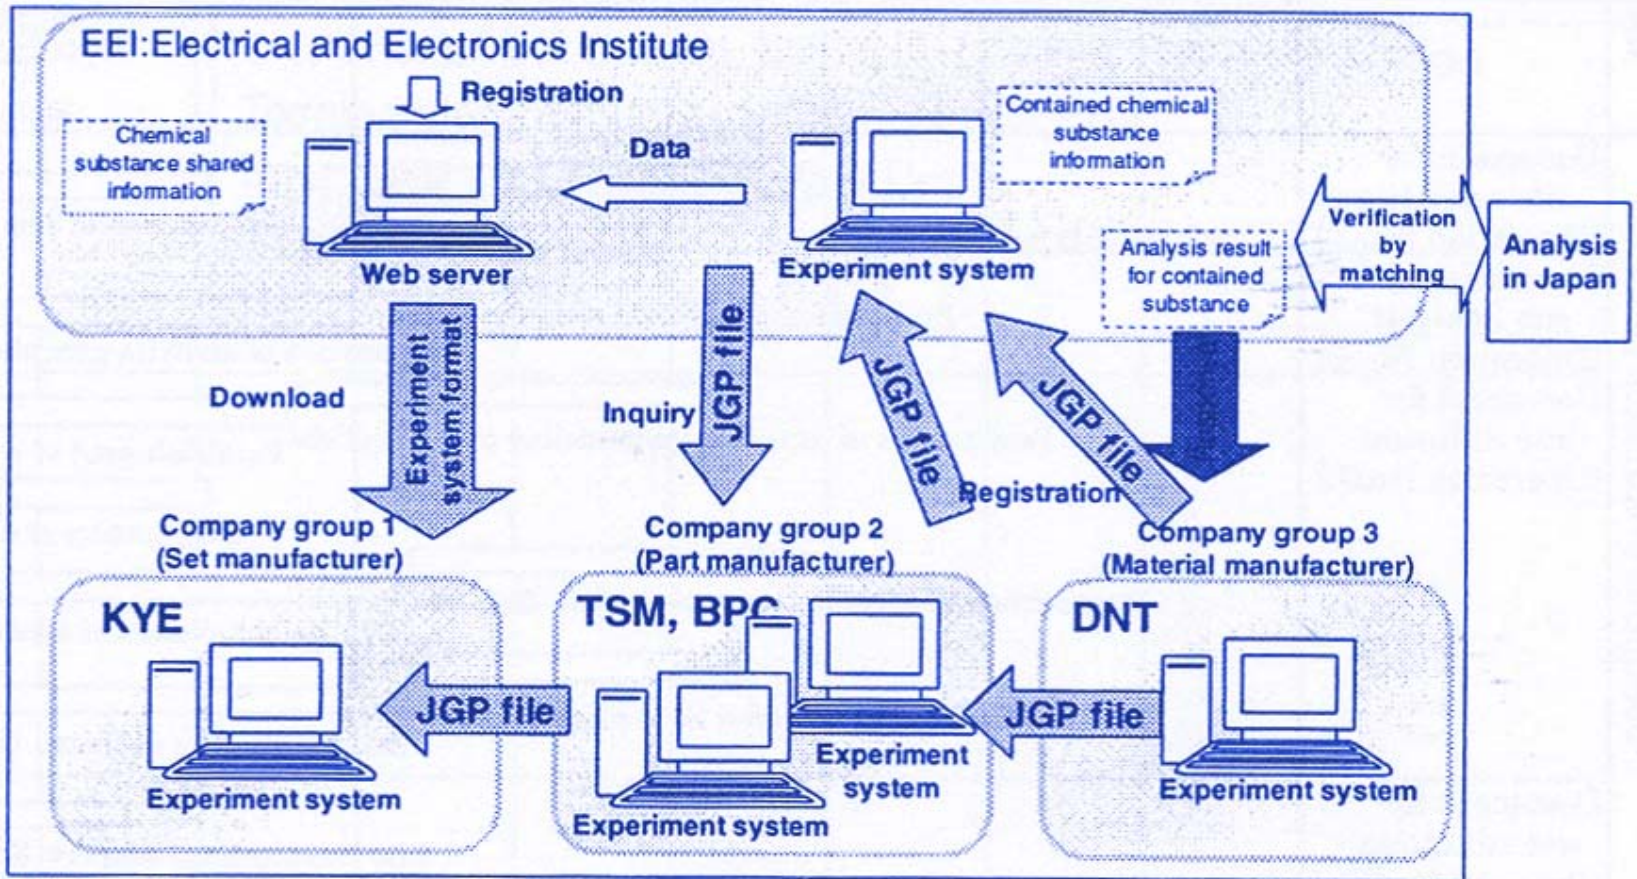 EEI:Electrical and Electronics Institute
Registration
Chemical
substance shared
information
Data
Contained chemical
substance
information
Web server
Experiment system
Analysis result
for contained
substance
Verification
by
matching
Analysis
in Japan
Download
Experiment
system format
Inquiry
JGP file
JGP file
JGP file
Registration
Company group 1
(Set manufacturer)
Company group 2
(Part manufacturer)
Company group 3
(Material manufacturer)
KYE
TSM, BPC
DNT
JGP file
JGP file
Experiment system
Experiment
system
Experiment system
Experiment system